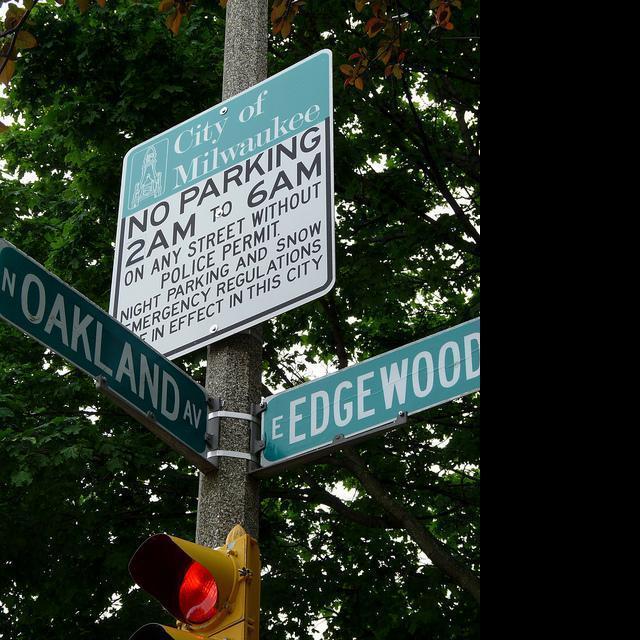 City of
Milwaukee
NO PARKING
2AM TO 6AM
ON ANY STREET WITHOUT
POLICE PERMIT
NIGHT PARKING AND SNOW
EMERGENCY REGULATIONS
IN EFFECT IN THIS CITY
N OAKLAND AV
E EDGEWOOD